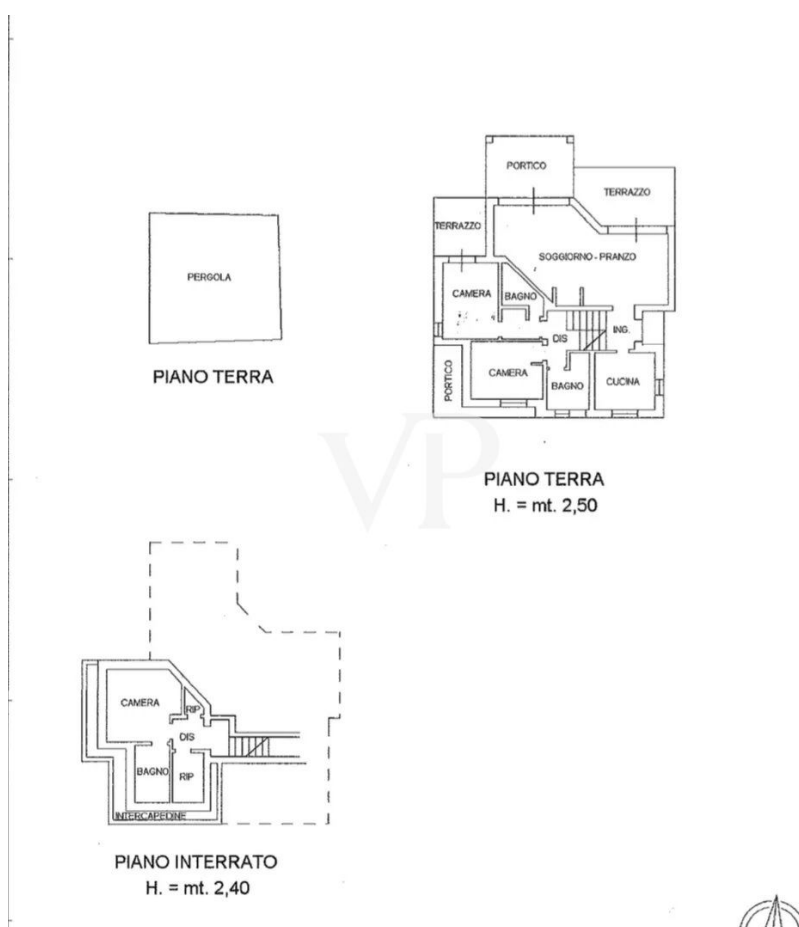 PORTICO
TERRAZZO
TERRAZZO
SOGGIORNO - PRANZO
CAMERA
BAGNO
DIS
ING.
PORTICO
CAMERA
BAGNO
CUCINA
PIANO TERRA
H. = mt. 2,50
PERGOLA
PIANO TERRA
VP
CAMERA
RIP
DIS
BAGNO
RIP
INTERCAPEDINE
PIANO INTERRATO
H. = mt. 2,40